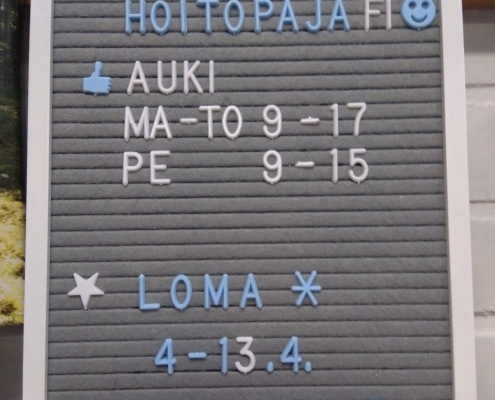 HOITOPAJA FI
AUKI
MA-TO 9-17
PE 9-15
LOMA *
4-13.4.